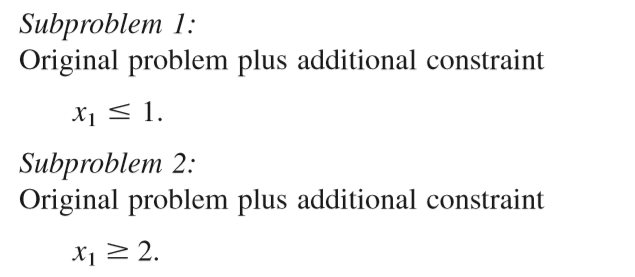 Subproblem 1:
Original problem plus additional constraint
x₁ ≤ 1.
Subproblem 2:
Original problem plus additional constraint
x₁ ≥ 2.